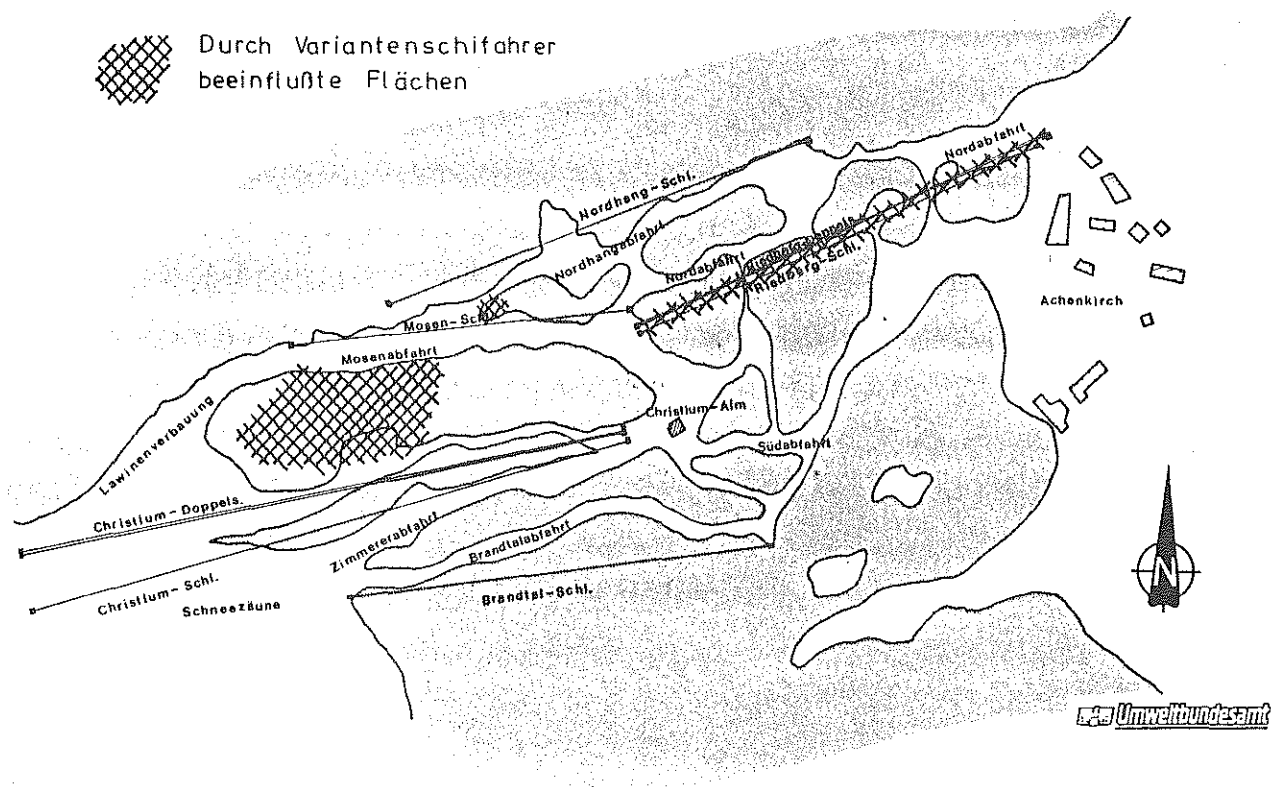 Durch Variantenschifahrer
beeinflußte Flächen
Nordabfahrt
Nordhang-Schl.
Nordhangabfahrt
Nordabfahrt
Riedberg-Schl.
Mosen-Schl.
Achenkirch
Mosenabfahrt
Lawinenverbauung
Christlum-Alm
Südabfahrt
Christlum-Doppels.
Zimmererabfahrt
Brandtalabfahrt
Christlum-Schl.
Schneezäune
Brandtal-Schl.
N
Umweltbundesamt